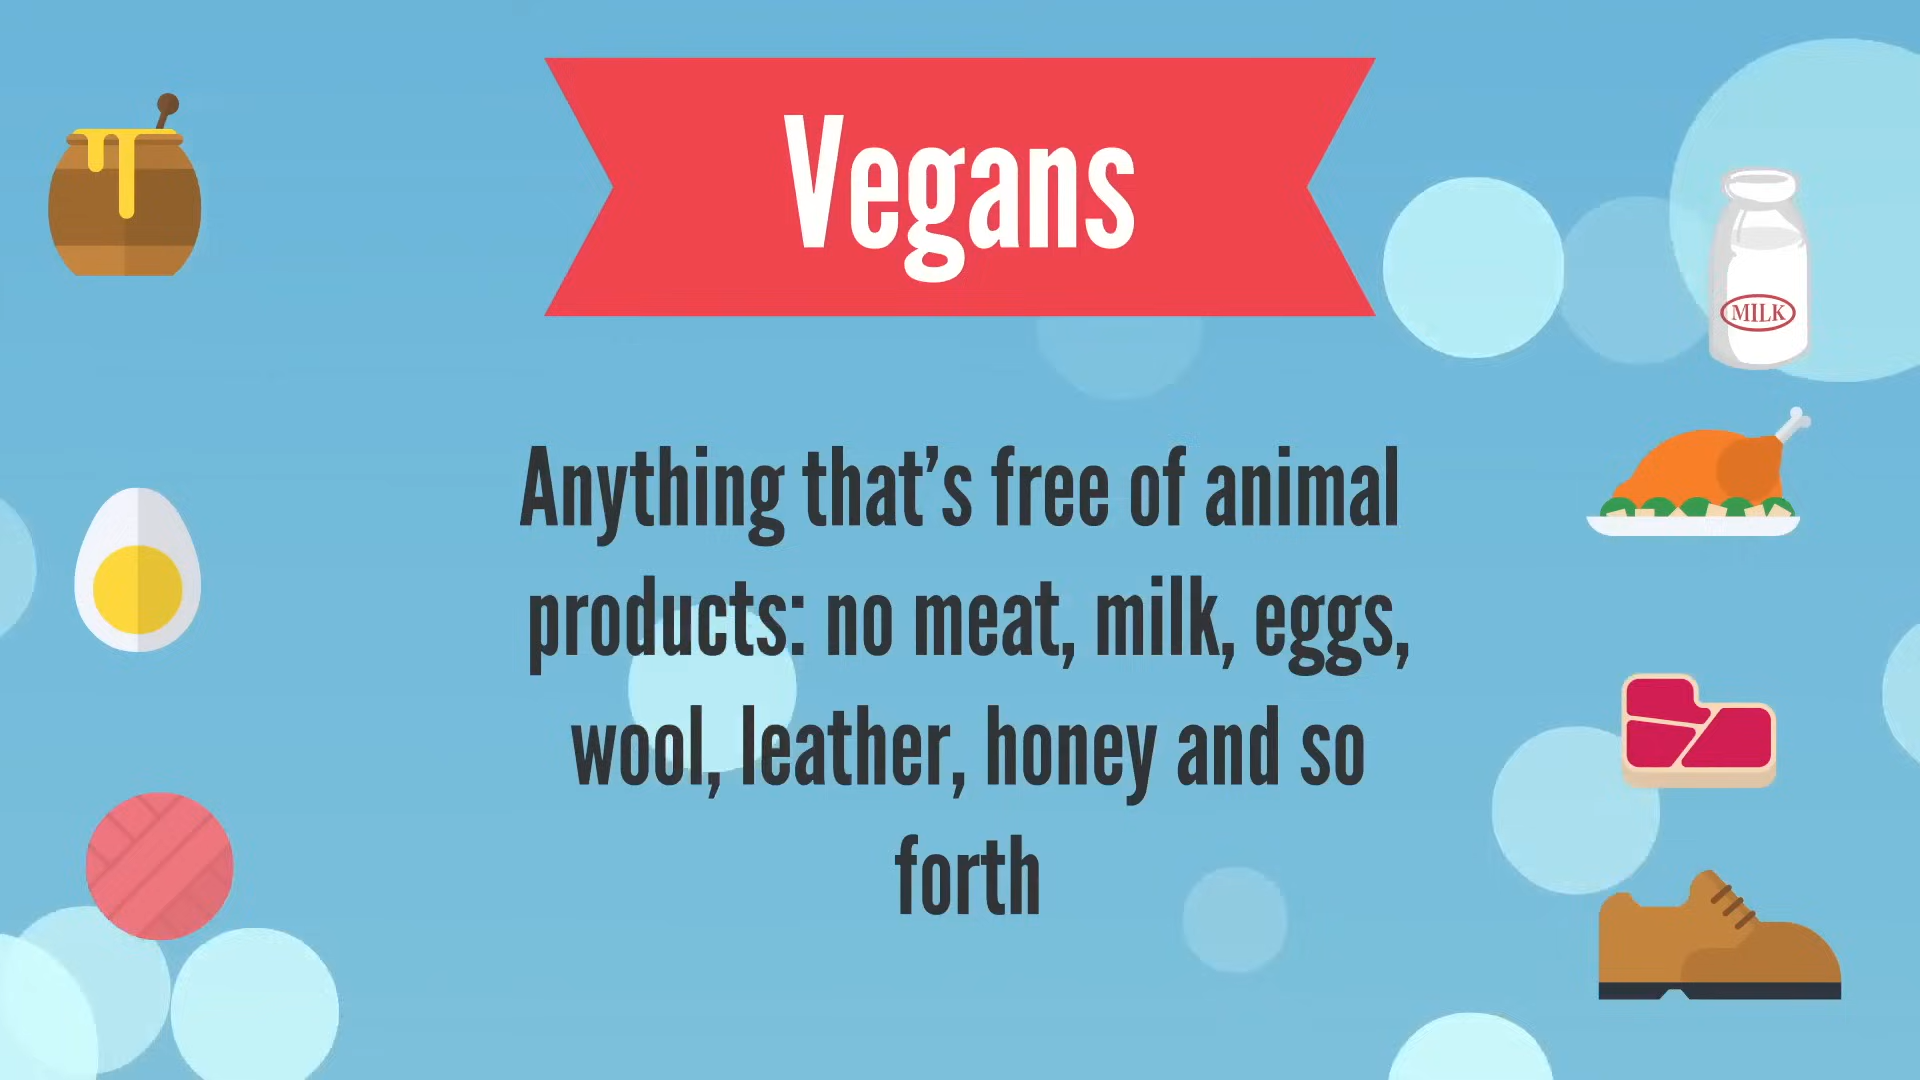 Vegans
MILK
Anything that's free of animal
products: no meat, milk, eggs,
wool, leather, honey and so
forth